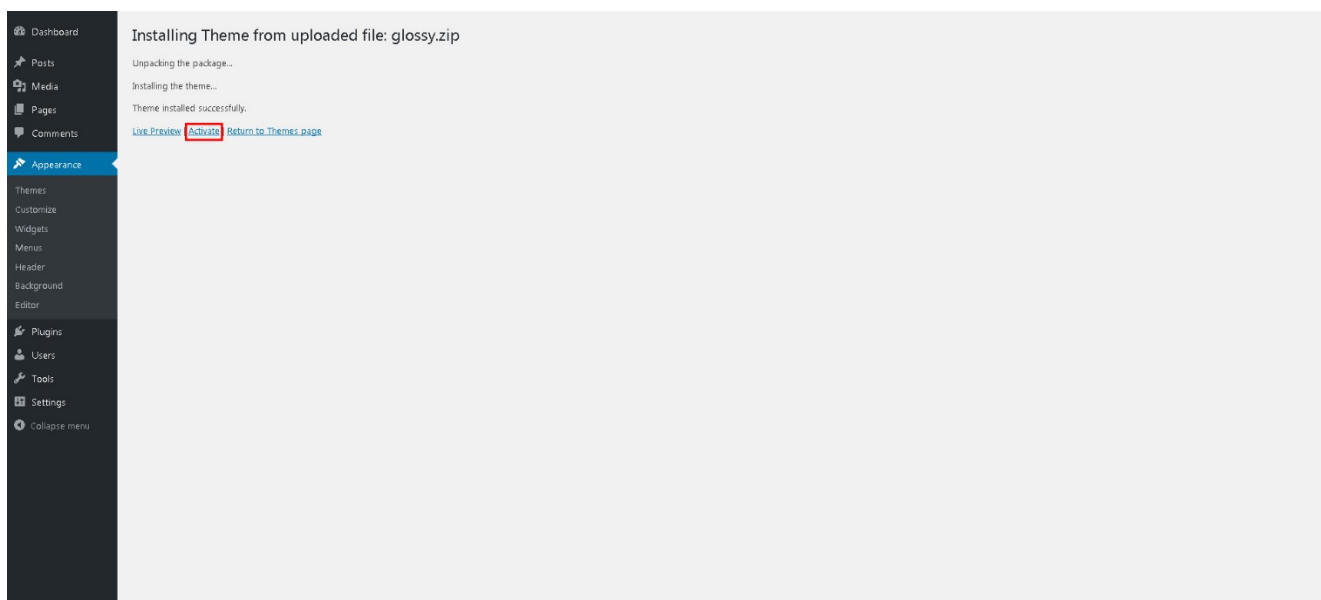 Dashboard
Posts
Media
Pages
Comments
Appearance
Themes
Customize
Widgets
Menus
Header
Background
Editor
Plugins
Users
Tools
Settings
Collapse menu
Installing Theme from uploaded file: glossy.zip
Unpacking the package...
Installing the theme...
Theme installed successfully.
Live Preview | Activate | Return to Themes page